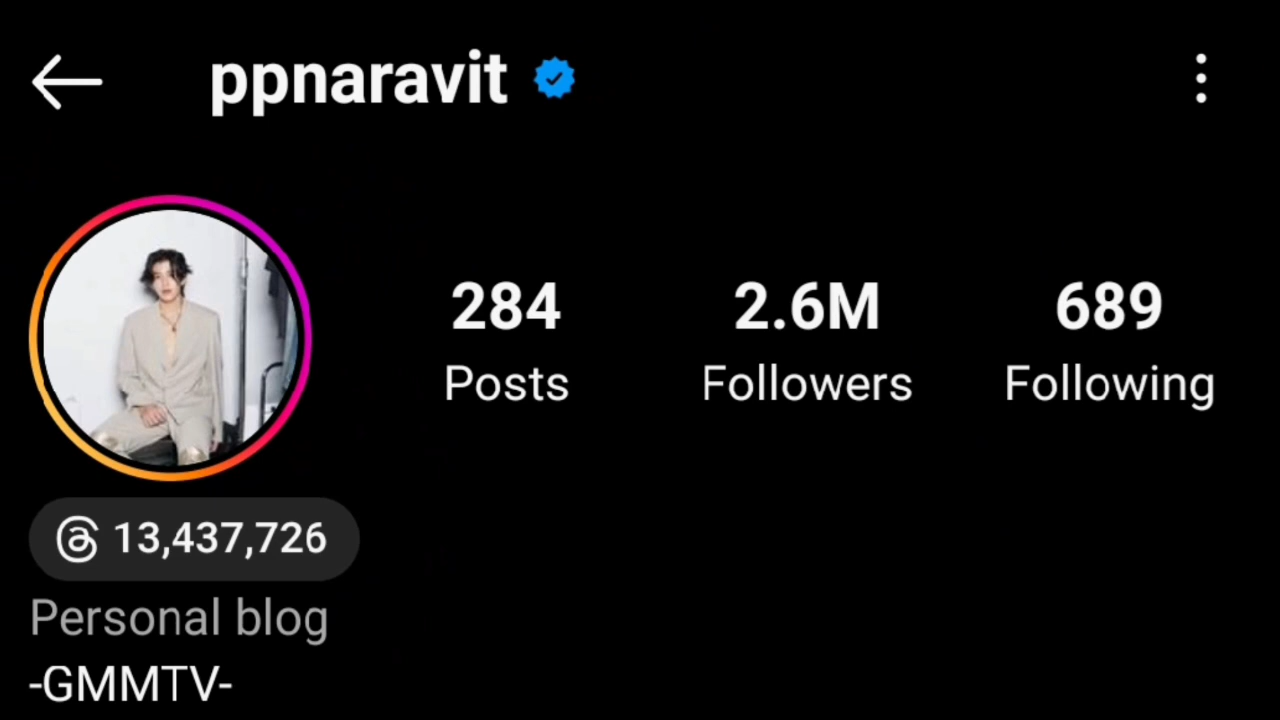 ppnaravit
284 2.6M 689
Posts Followers Following
13,437,726
Personal blog
-GMMTV-